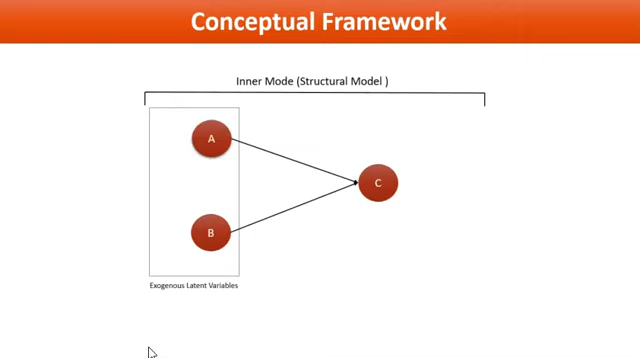 Conceptual Framework
Inner Mode (Structural Model )
A
C
B
Exogenous Latent Variables